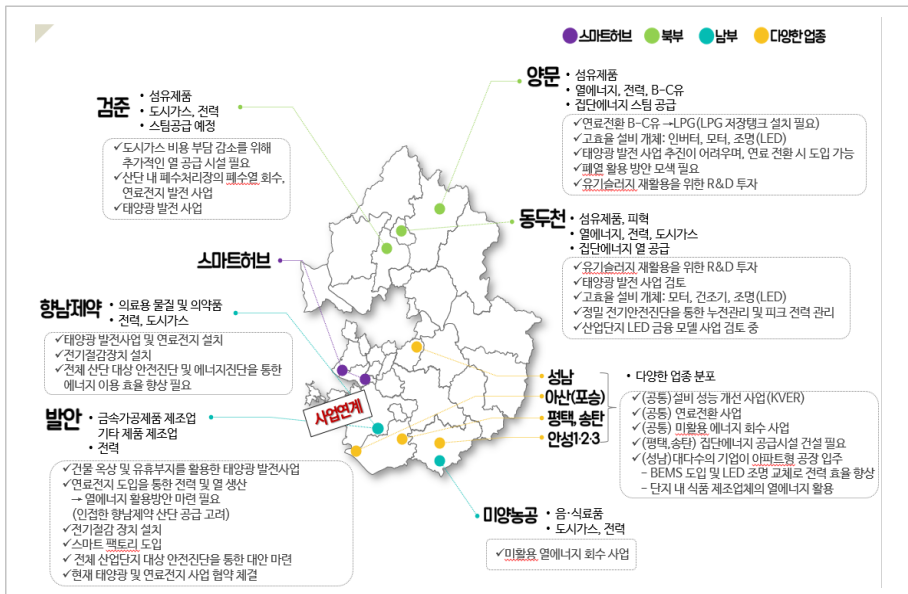 스마트허브 북부 남부 다양한 업종
검준
• 섬유제품
• 도시가스, 전력
• 스팀공급 예정
✓도시가스 비용 부담 감소를 위해
추가적인 열 공급 시설 필요
✓산단 내 폐수처리장의 폐수열 회수,
연료전지 발전 사업
✓태양광 발전 사업
양문
• 섬유제품
• 열에너지, 전력, B-C유
• 집단에너지 스팀 공급
✓연료전환 B-C유 →LPG(LPG 저장탱크 설치 필요)
✓고효율 설비 개체: 인버터, 모터, 조명(LED)
✓태양광 발전 사업 추진이 어려우며, 연료 전환 시 도입 가능
✓폐열 활용 방안 모색 필요
✓유기슬러지 재활용을 위한 R&D 투자
동두천
• 섬유제품, 피혁
• 열에너지, 전력, 도시가스
• 집단에너지 열 공급
✓유기슬러지 재활용을 위한 R&D 투자
✓태양광 발전 사업 검토
✓고효율 설비 개체: 모터, 건조기, 조명(LED)
✓정밀 전기안전진단을 통한 누전관리 및 피크 전력 관리
✓산업단지 LED 금융 모델 사업 검토 중
스마트허브
향남제약
• 의료용 물질 및 의약품
• 전력, 도시가스
✓태양광 발전사업 및 연료전지 설치
✓전기절감장치 설치
✓전체 산단 대상 안전진단 및 에너지진단을 통한
에너지 이용 효율 향상 필요
사업연계
발안
• 금속가공제품 제조업
기타 제품 제조업
• 전력
✓건물 옥상 및 유휴부지를 활용한 태양광 발전사업
✓연료전지 도입을 통한 전력 및 열 생산
→ 열에너지 활용방안 마련 필요
(인접한 향남제약 산단 공급 고려)
✓전기절감 장치 설치
✓스마트 팩토리 도입
✓ 전체 산업단지 대상 안전진단을 통한 대안 마련
✓현재 태양광 및 연료전지 사업 협약 체결
성남
아산(포승)
평택, 송탄
안성1·2·3
• 다양한 업종 분포
✓(공통)설비 성능 개선 사업(KVER)
✓(공통) 연료전환 사업
✓(공통) 미활용 에너지 회수 사업
✓(평택,송탄) 집단에너지 공급시설 건설 필요
✓(성남)대다수의 기업이 아파트형 공장 입주
– BEMS 도입 및 LED 조명 교체로 전력 효율 향상
– 단지 내 식품 제조업체의 열에너지 활용
미양농공
• 음·식료품
• 도시가스, 전력
✓미활용 열에너지 회수 사업